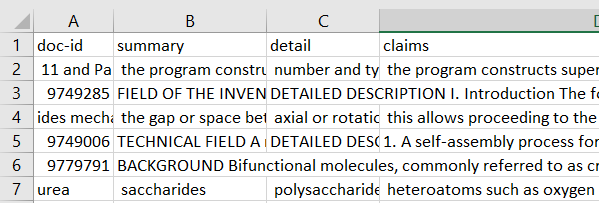 A B C D
1 doc-id summary detail claims
2 11 and Pa the program constru number and ty the program constructs super
3 9749285 FIELD OF THE INVEN DETAILED DESCRIPTION I. Introduction The fo
4 ides mecha the gap or space bet axial or rotatio this allows proceeding to the
5 9749006 TECHNICAL FIELD A DETAILED DESC 1. A self-assembly process for
6 9779791 BACKGROUND Bifunctional molecules, commonly referred to as cr
7 urea saccharides polysaccharide heteroatoms such as oxygen